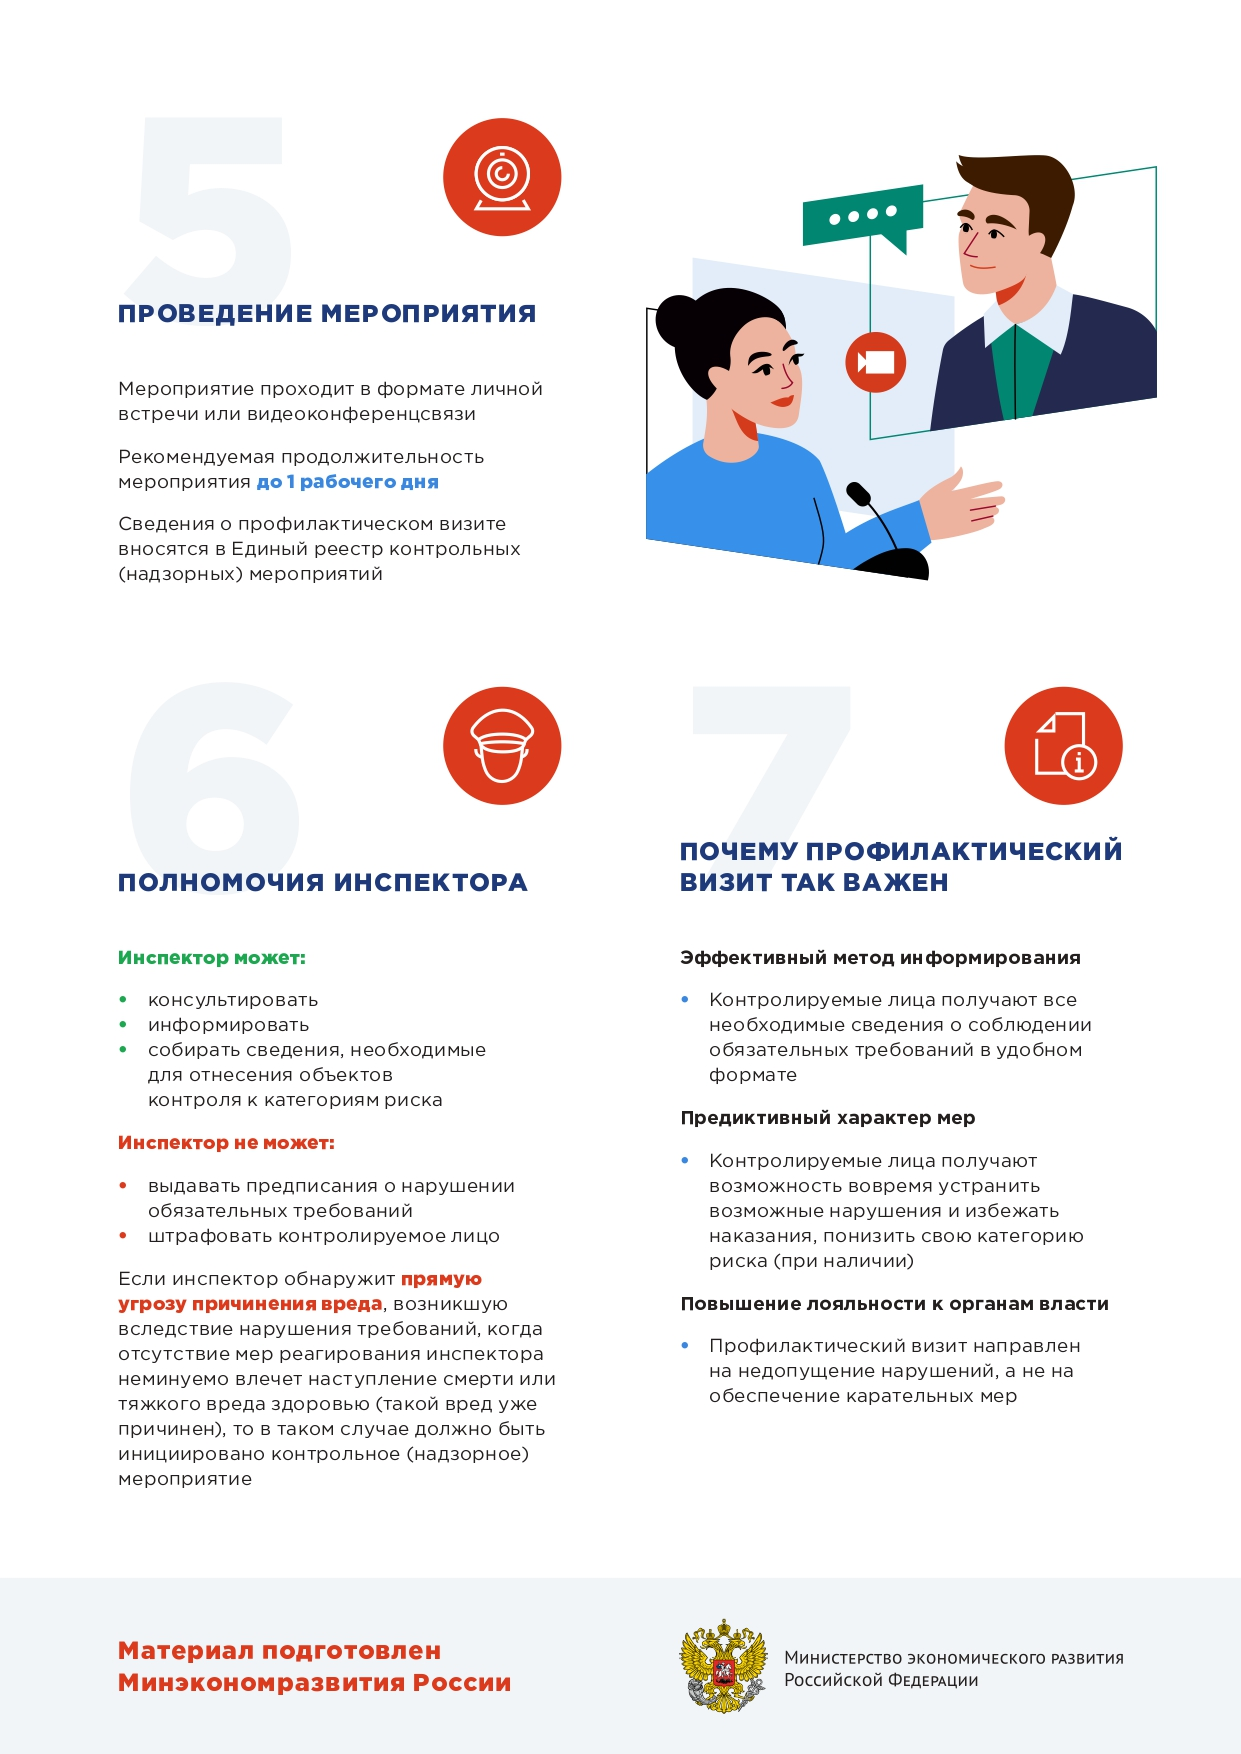 5
ПРОВЕДЕНИЕ МЕРОПРИЯТИЯ
Мероприятие проходит в формате личной
встречи или видеоконференцсвязи
Рекомендуемая продолжительность
мероприятия до 1 рабочего дня
Сведения о профилактическом визите
вносятся в Единый реестр контрольных
(надзорных) мероприятий
6
ПОЛНОМОЧИЯ ИНСПЕКТОРА
Инспектор может:
• консультировать
• информировать
• собирать сведения, необходимые
для отнесения объектов
контроля к категориям риска
Инспектор не может:
• выдавать предписания о нарушении
обязательных требований
• штрафовать контролируемое лицо
Если инспектор обнаружит прямую
угрозу причинения вреда, возникшую
вследствие нарушения требований, когда
отсутствие мер реагирования инспектора
неминуемо влечет наступление смерти или
тяжкого вреда здоровью (такой вред уже
причинен), то в таком случае должно быть
инициировано контрольное (надзорное)
мероприятие
7
i
ПОЧЕМУ ПРОФИЛАКТИЧЕСКИЙ
ВИЗИТ ТАК ВАЖЕН
Эффективный метод информирования
• Контролируемые лица получают все
необходимые сведения о соблюдении
обязательных требований в удобном
формате
Предиктивный характер мер
• Контролируемые лица получают
возможность вовремя устранить
возможные нарушения и избежать
наказания, понизить свою категорию
риска (при наличии)
Повышение лояльности к органам власти
• Профилактический визит направлен
на недопущение нарушений, а не на
обеспечение карательных мер
Материал подготовлен
Минэкономразвития России
Министерство экономического развития
Российской Федерации